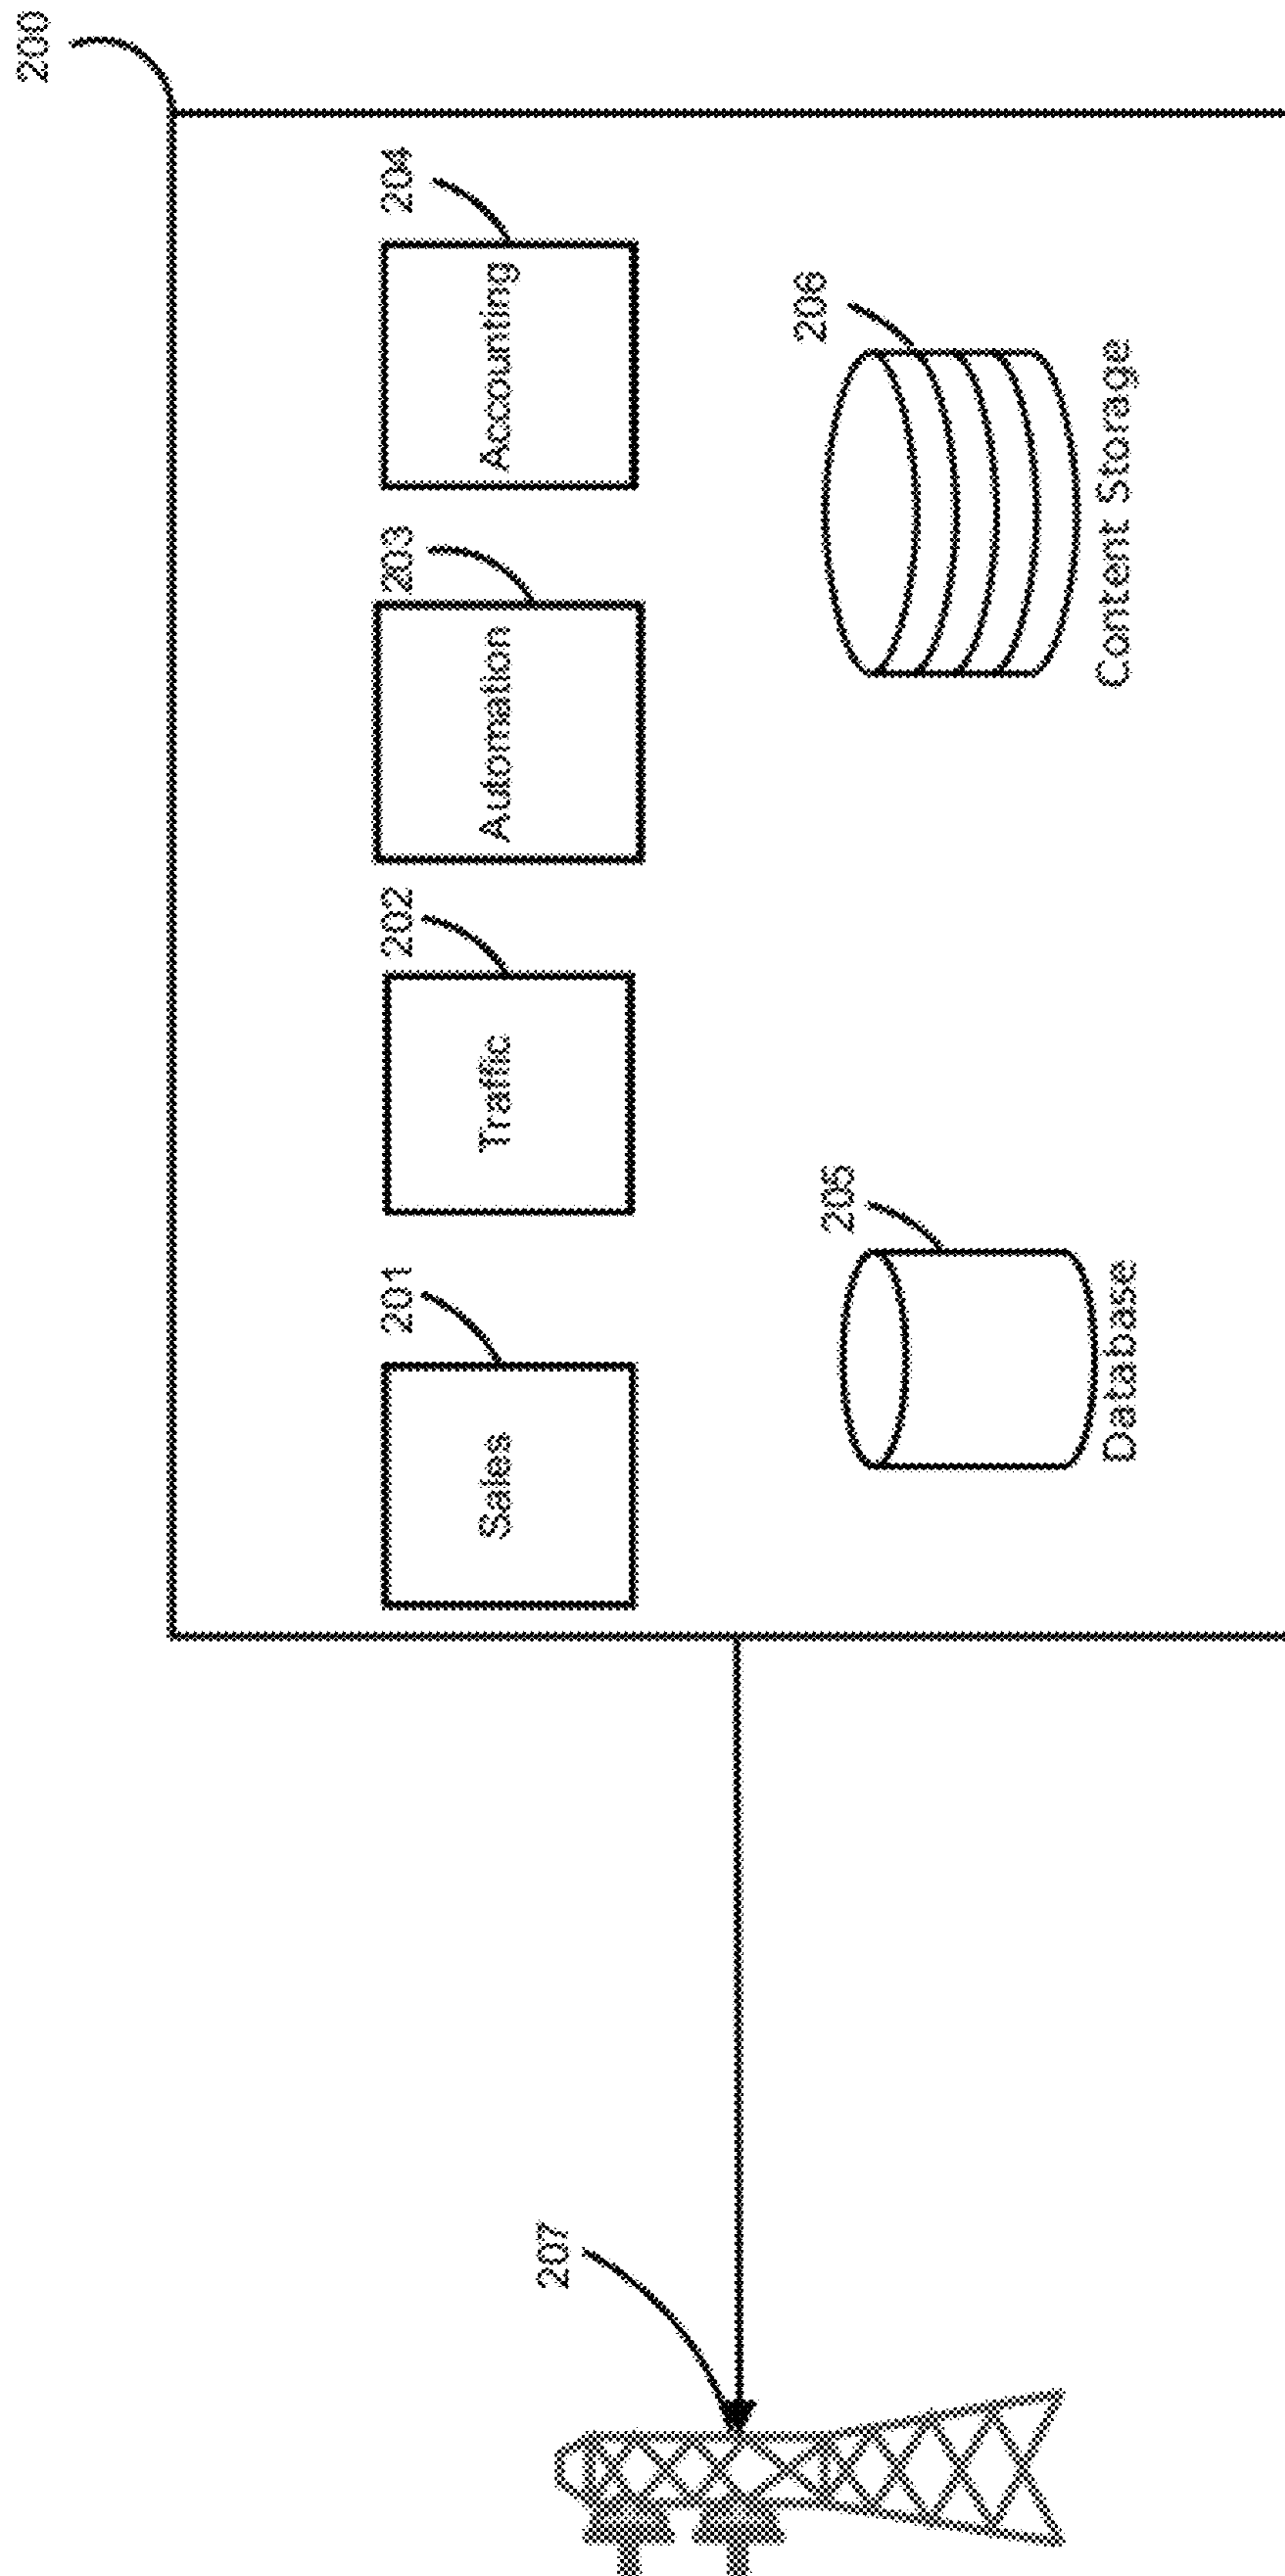 200
201
202
203
204
Sales
Traffic
Automation
Accounting
205
206
Database
Content Storage
207